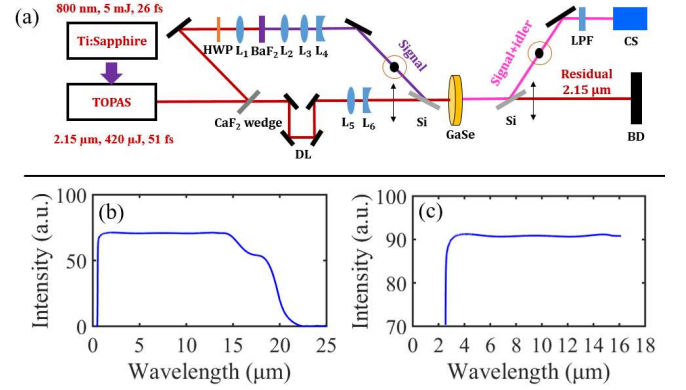 (a)
800 nm, 5 mJ, 26 fs
Ti:Sapphire
TOPAS
2.15 μm, 420 μJ, 51 fs
HWP L1 BaF2 L2 L3 L4
Signal
CaF2 wedge
DL
L5 L6
Si
GaSe
Signal+idler
Si
LPF
CS
Residual
2.15 μm
BD
(b)
Intensity (a.u.)
100
50
0
0 5 10 15 20 25
Wavelength (μm)
(c)
Intensity (a.u.)
100
90
80
70
0 2 4 6 8 10 12 14 16 18
Wavelength (μm)